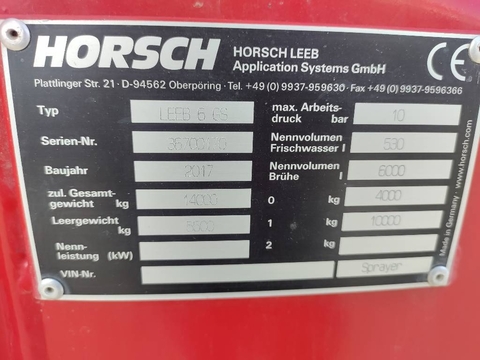 HORSCH
HORSCH LEEB
Application Systems GmbH
CE
Plattlinger Str. 21 · D-94562 Oberpöring · Tel. +49 (0) 9937-959630 · Fax +49 (0) 9937-9596366
Typ LEEB 6 GS
max. Arbeits-
druck bar 10
Serien-Nr.
Nennvolumen
Frischwasser l 530
Baujahr 2017
Nennvolumen
Brühe l 6000
zul. Gesamt-
gewicht kg 14000
0 kg 4000
Leergewicht
kg
1 kg 10000
Nenn-
leistung (kW)
2 kg
VIN-Nr.
Sprayer
www.horsch.com
Made in Germany